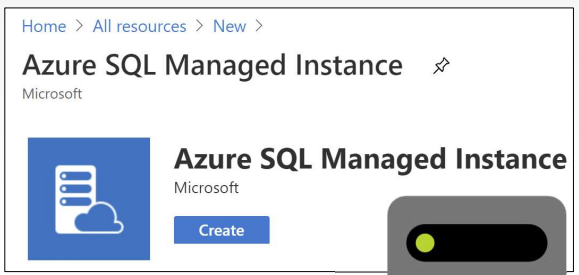 Home > All resources > New >
Azure SQL Managed Instance
Microsoft
Azure SQL Managed Instance
Microsoft
Create